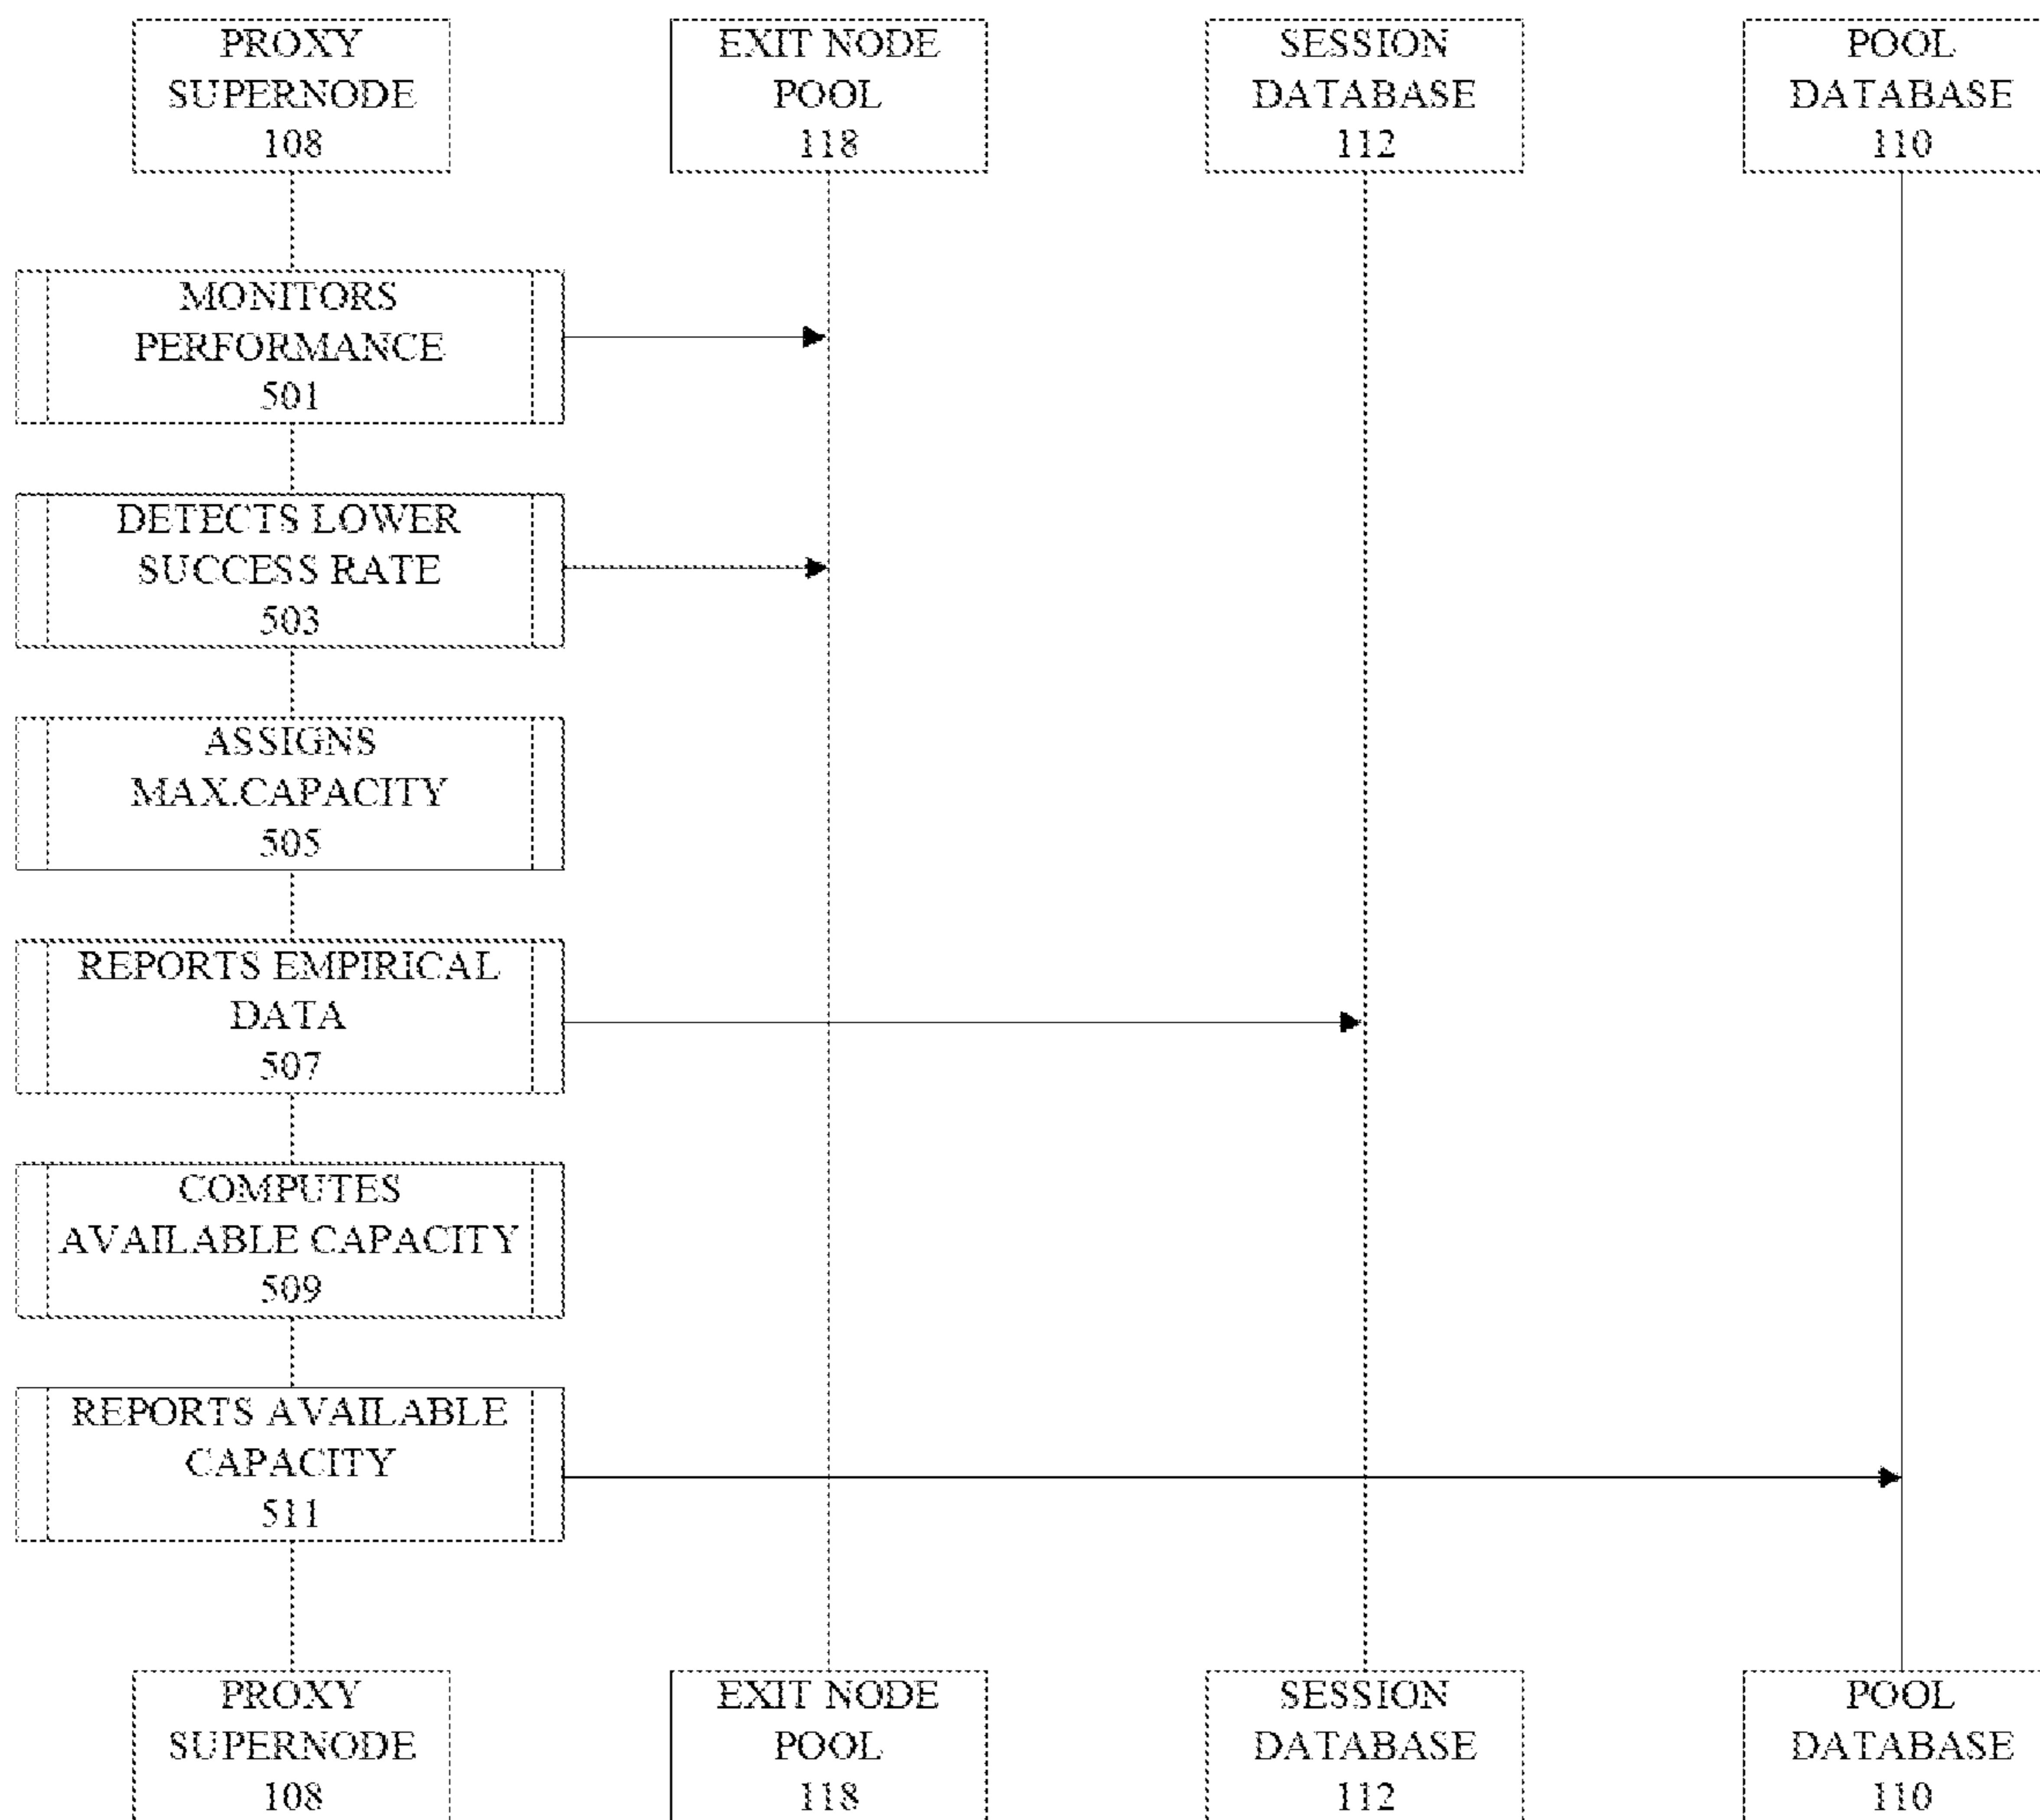 PROXY
SUPERNODE
108
EXIT NODE
POOL
118
SESSION
DATABASE
112
POOL
DATABASE
110
MONITORS
PERFORMANCE
501
DETECTS LOWER
SUCCESS RATE
503
ASSIGNS
MAX.CAPACITY
505
REPORTS EMPIRICAL
DATA
507
COMPUTES
AVAILABLE CAPACITY
509
REPORTS AVAILABLE
CAPACITY
511
PROXY
SUPERNODE
108
EXIT NODE
POOL
118
SESSION
DATABASE
112
POOL
DATABASE
110